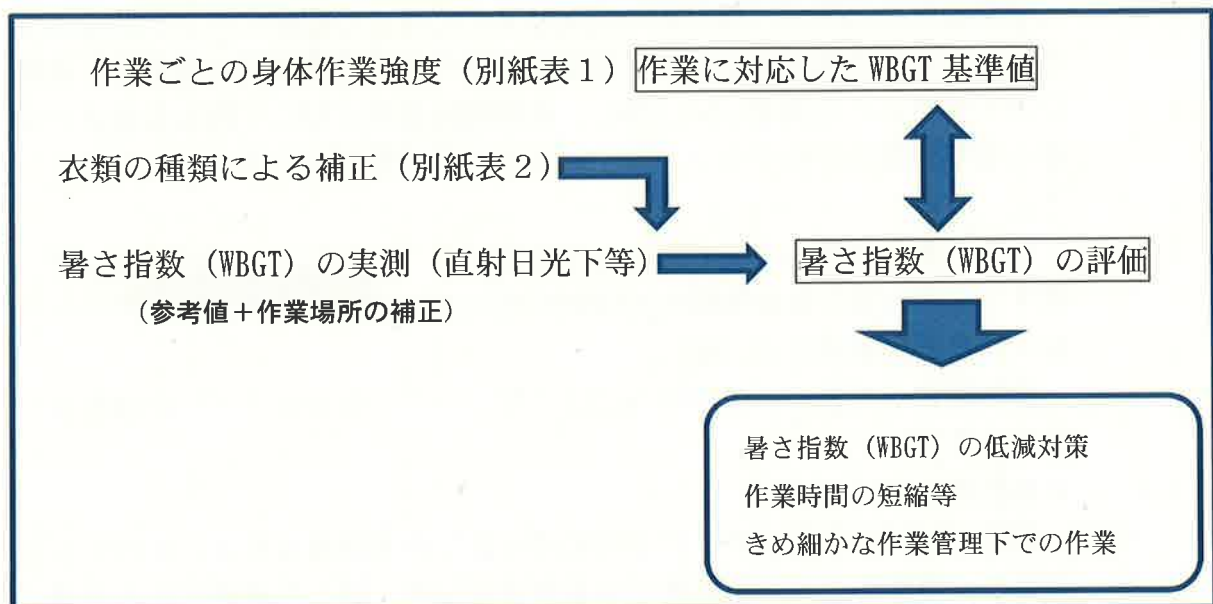 作業ごとの身体作業強度（別紙表１）作業に対応した WBGT 基準値
衣類の種類による補正（別紙表２）
暑さ指数（WBGT）の実測（直射日光下等）
暑さ指数（WBGT）の評価
（参考値＋作業場所の補正）
暑さ指数（WBGT）の低減対策
作業時間の短縮等
きめ細かな作業管理下での作業